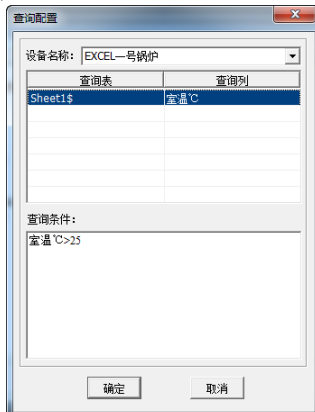 查询配置
设备名称： EXCEL—号锅炉
查询表 查询列
Sheet1$ 室温℃
查询条件：
室温℃>25
确定 取消